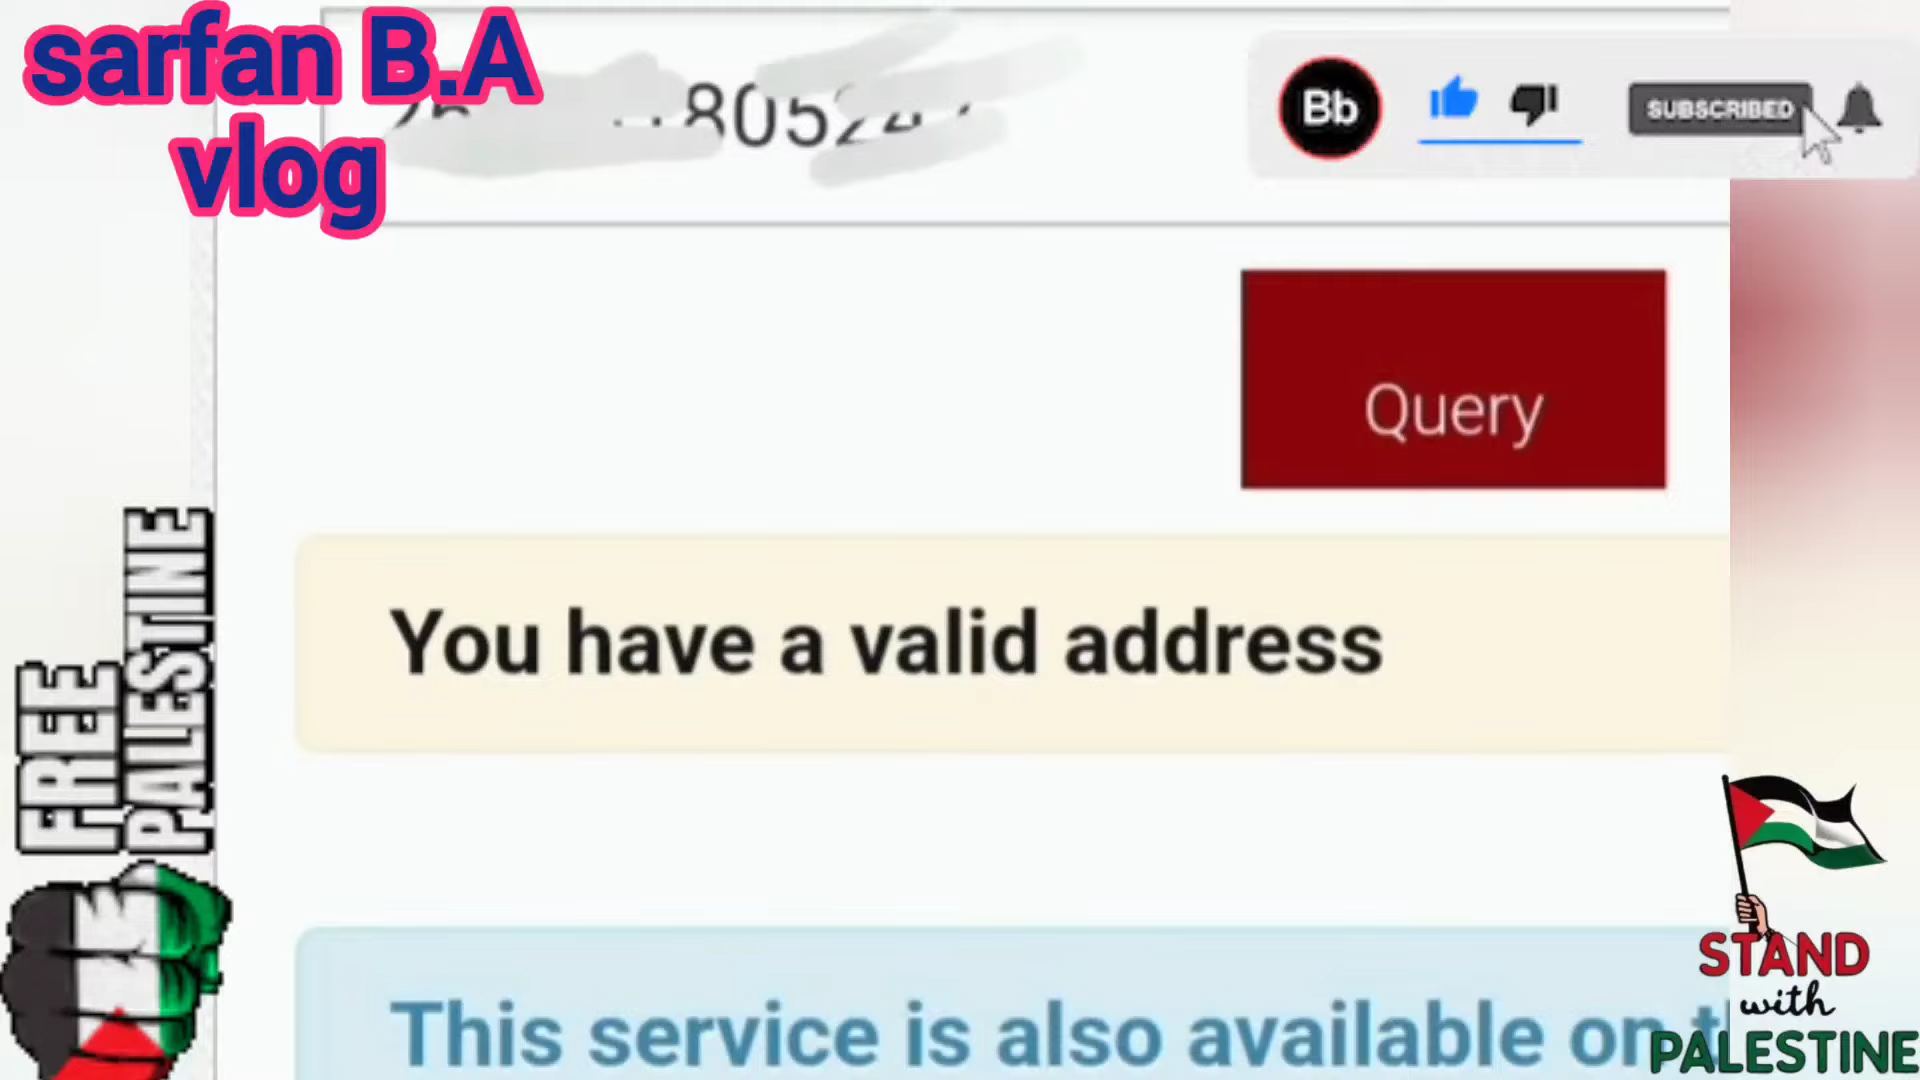 sarfan B.A
vlog
805
Bb
SUBSCRIBED
Query
You have a valid address
This service is also available on
FREE
PALESTINE
STAND
with
PALESTINE